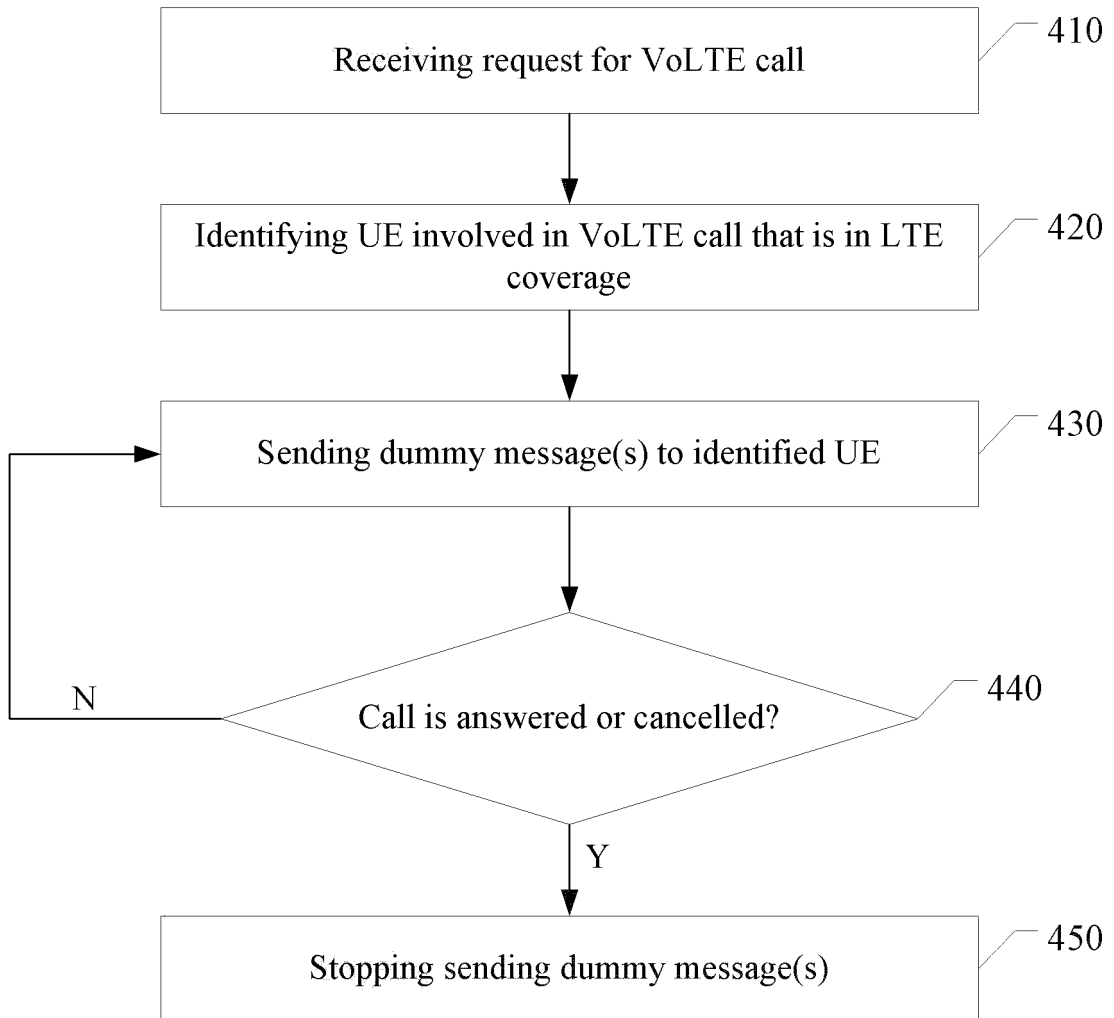 Receiving request for VoLTE call
410
Identifying UE involved in VoLTE call that is in LTE
coverage
420
Sending dummy message(s) to identified UE
430
Call is answered or cancelled?
440
N
Y
Stopping sending dummy message(s)
450